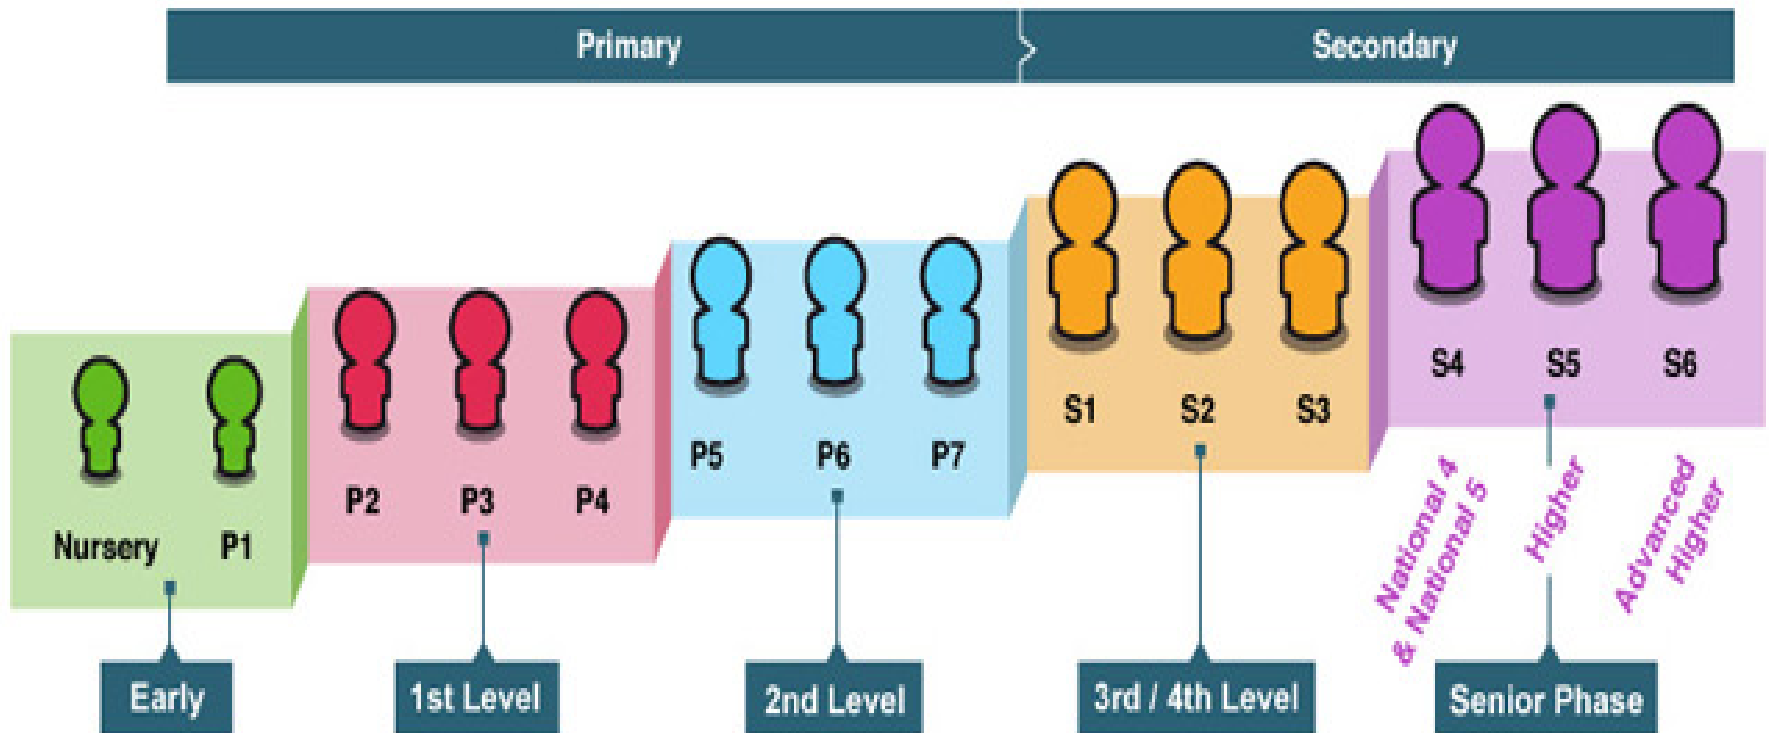 Primary
Secondary
Nursery
P1
P2
P3
P4
P5
P6
P7
S1
S2
S3
S4
S5
S6
National 4
& National 5
Higher
Advanced
Higher
Early
1st Level
2nd Level
3rd / 4th Level
Senior Phase